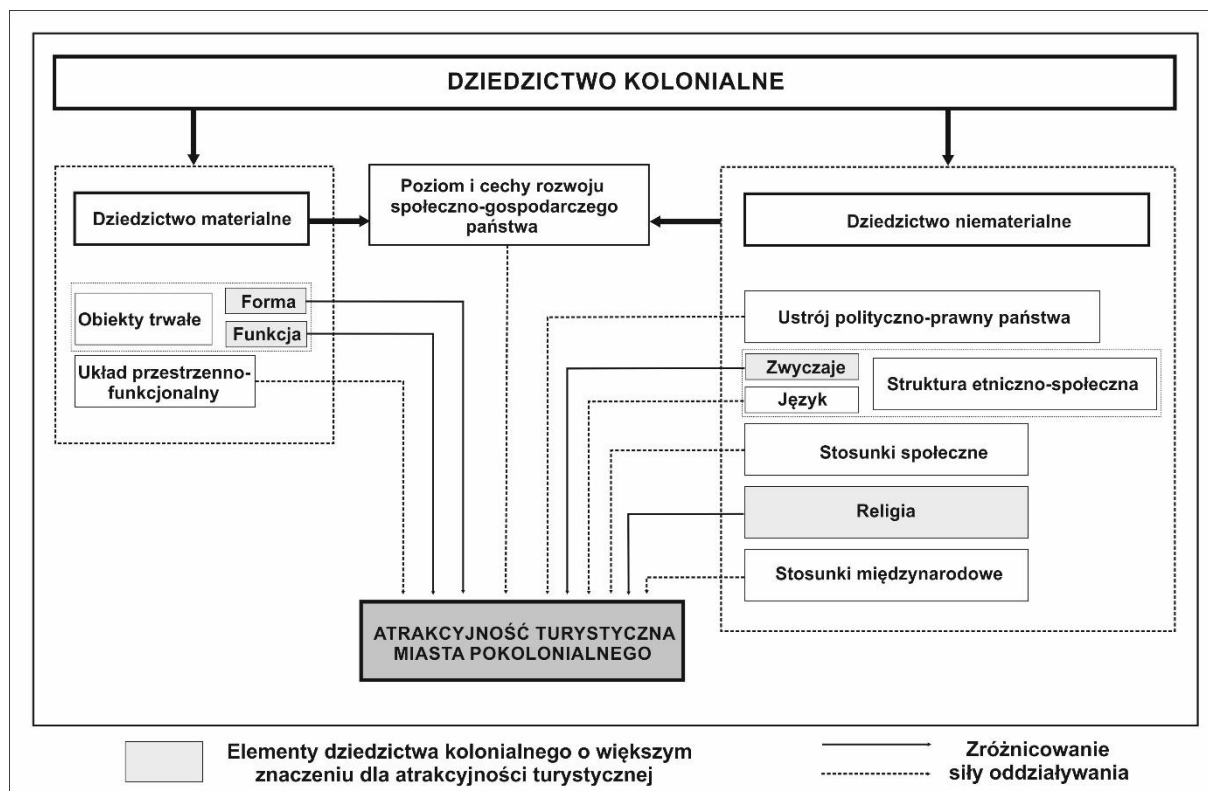 DZIEDZICTWO KOLONIALNE
Dziedzictwo materialne
Poziom i cechy rozwoju
społeczno-gospodarczego
państwa
Dziedzictwo niematerialne
Obiekty trwałe
Forma
Funkcja
Układ przestrzenno-
funkcjonalny
Ustrój polityczno-prawny państwa
Zwyczaje
Język
Struktura etniczno-społeczna
Stosunki społeczne
Religia
Stosunki międzynarodowe
ATRAKCYJNOŚĆ TURYSTYCZNA
MIASTA POKOLONIALNEGO
Elementy dziedzictwa kolonialnego o większym
znaczeniu dla atrakcyjności turystycznej
Zróżnicowanie
siły oddziaływania